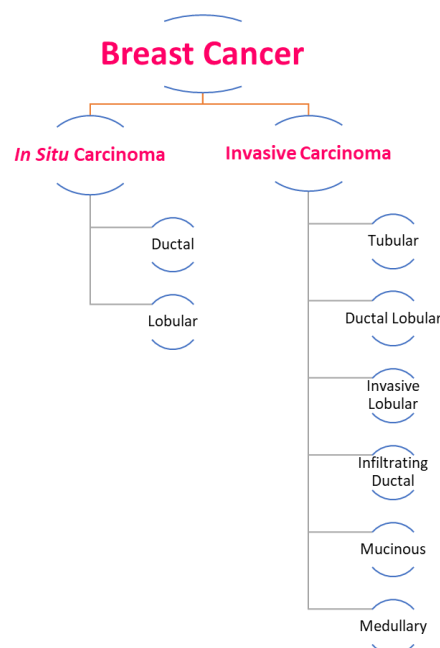 Breast Cancer
In Situ Carcinoma
Invasive Carcinoma
Ductal
Lobular
Tubular
Ductal Lobular
Invasive
Lobular
Infiltrating
Ductal
Mucinous
Medullary